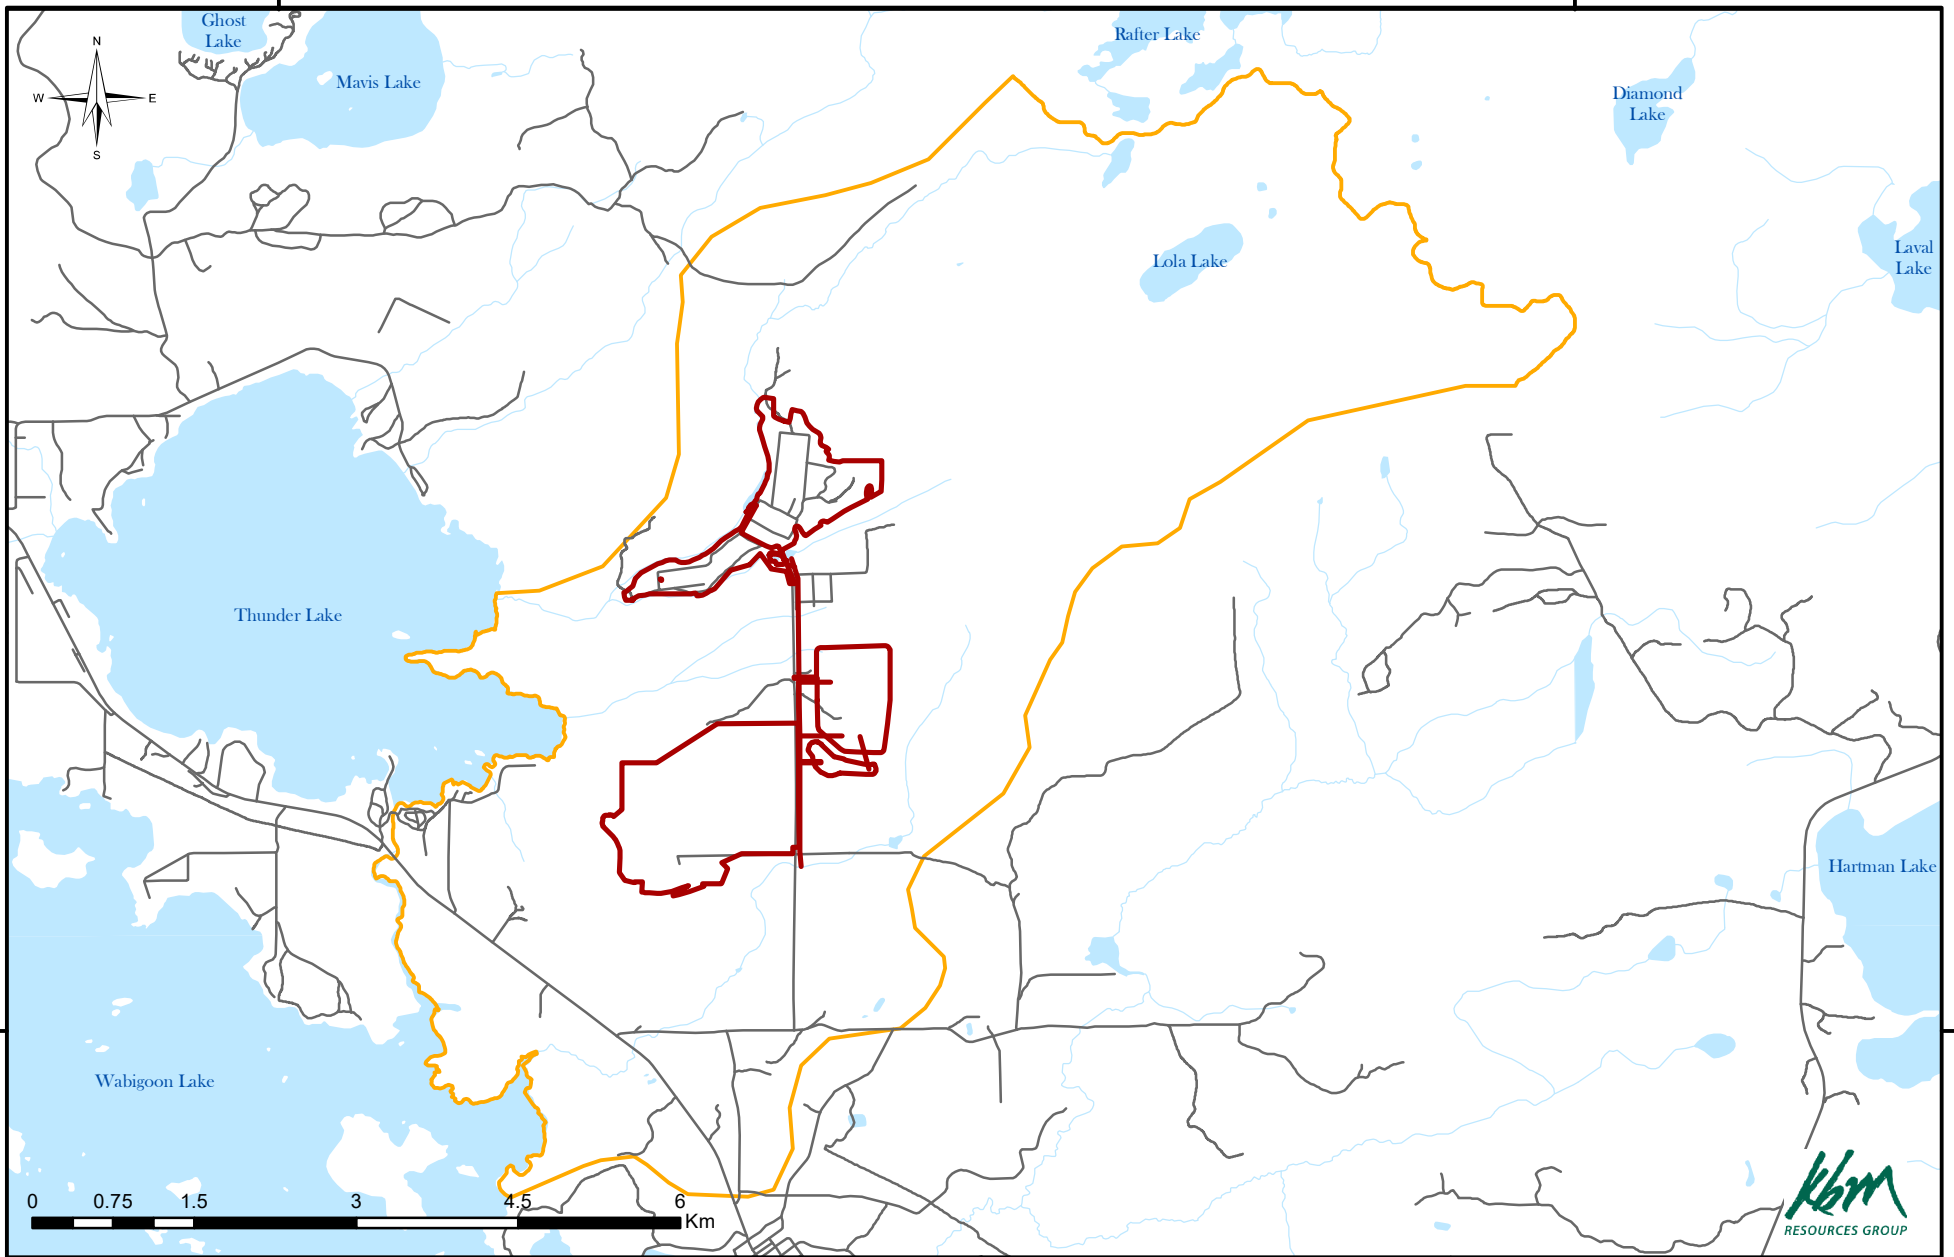 Ghost
Lake
Rafter Lake
N
Mavis Lake
W
E
Diamond
Lake
S
Laval
Lake
Lola Lake
Thunder Lake
Hartman Lake
Wabigoon Lake
0
0.75
1.5
3
4.5
6
Km
kbm
RESOURCES GROUP